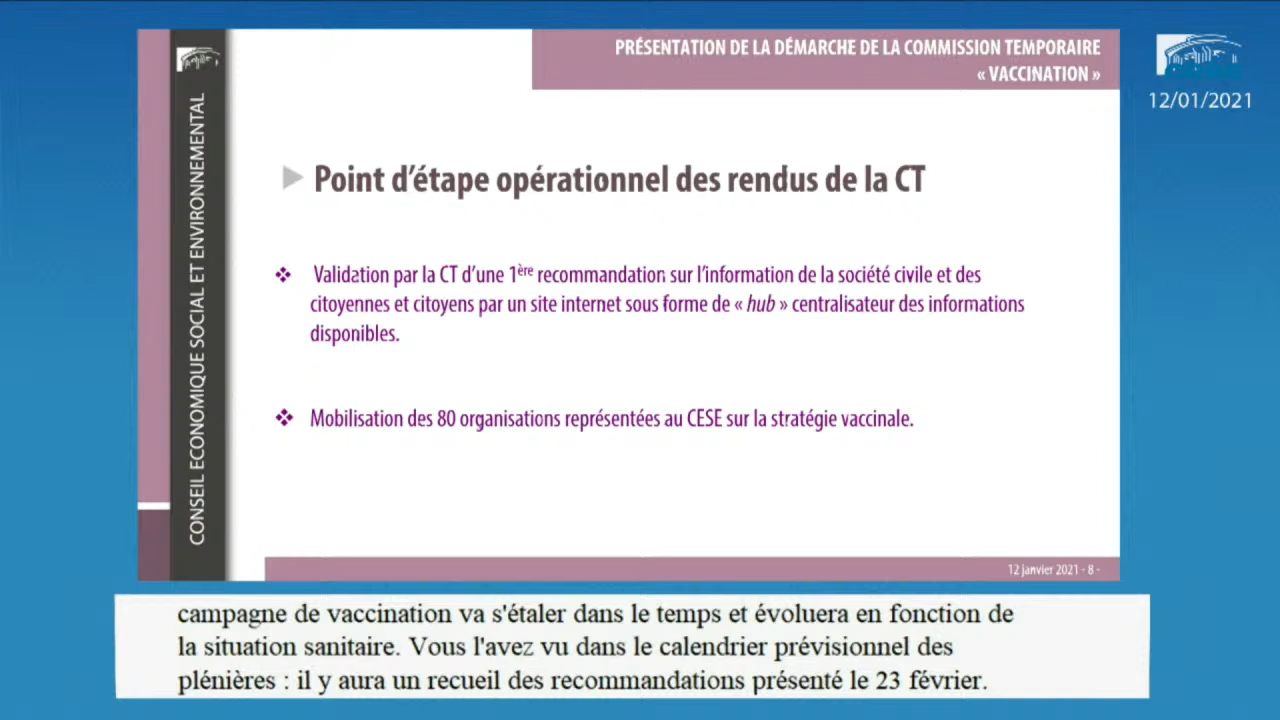 PRÉSENTATION DE LA DÉMARCHE DE LA COMMISSION TEMPORAIRE
« VACCINATION »
12/01/2021
CONSEIL ECONOMIQUE SOCIAL ET ENVIRONNEMENTAL
Point d'étape opérationnel des rendus de la CT
Validation par la CT d'une 1ère recommandation sur l'information de la société civile et des
citoyennes et citoyens par un site internet sous forme de « hub » centralisateur des informations
disponibles.
Mobilisation des 80 organisations représentées au CESE sur la stratégie vaccinale.
12 janvier 2021 - 8 -
campagne de vaccination va s'étaler dans le temps et évoluera en fonction de
la situation sanitaire. Vous l'avez vu dans le calendrier prévisionnel des
plénières : il y aura un recueil des recommandations présenté le 23 février.